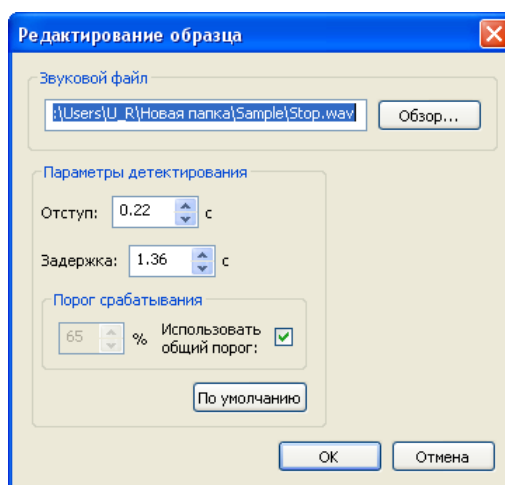 Редактирование образца
Звуковой файл
:\Users\U_R\Новая папка\Sample\Stop.wav Обзор...
Параметры детектирования
Отступ: 0.22 с
Задержка: 1.36 с
Порог срабатывания
65 % Использовать
общий порог:
По умолчанию
ОК Отмена